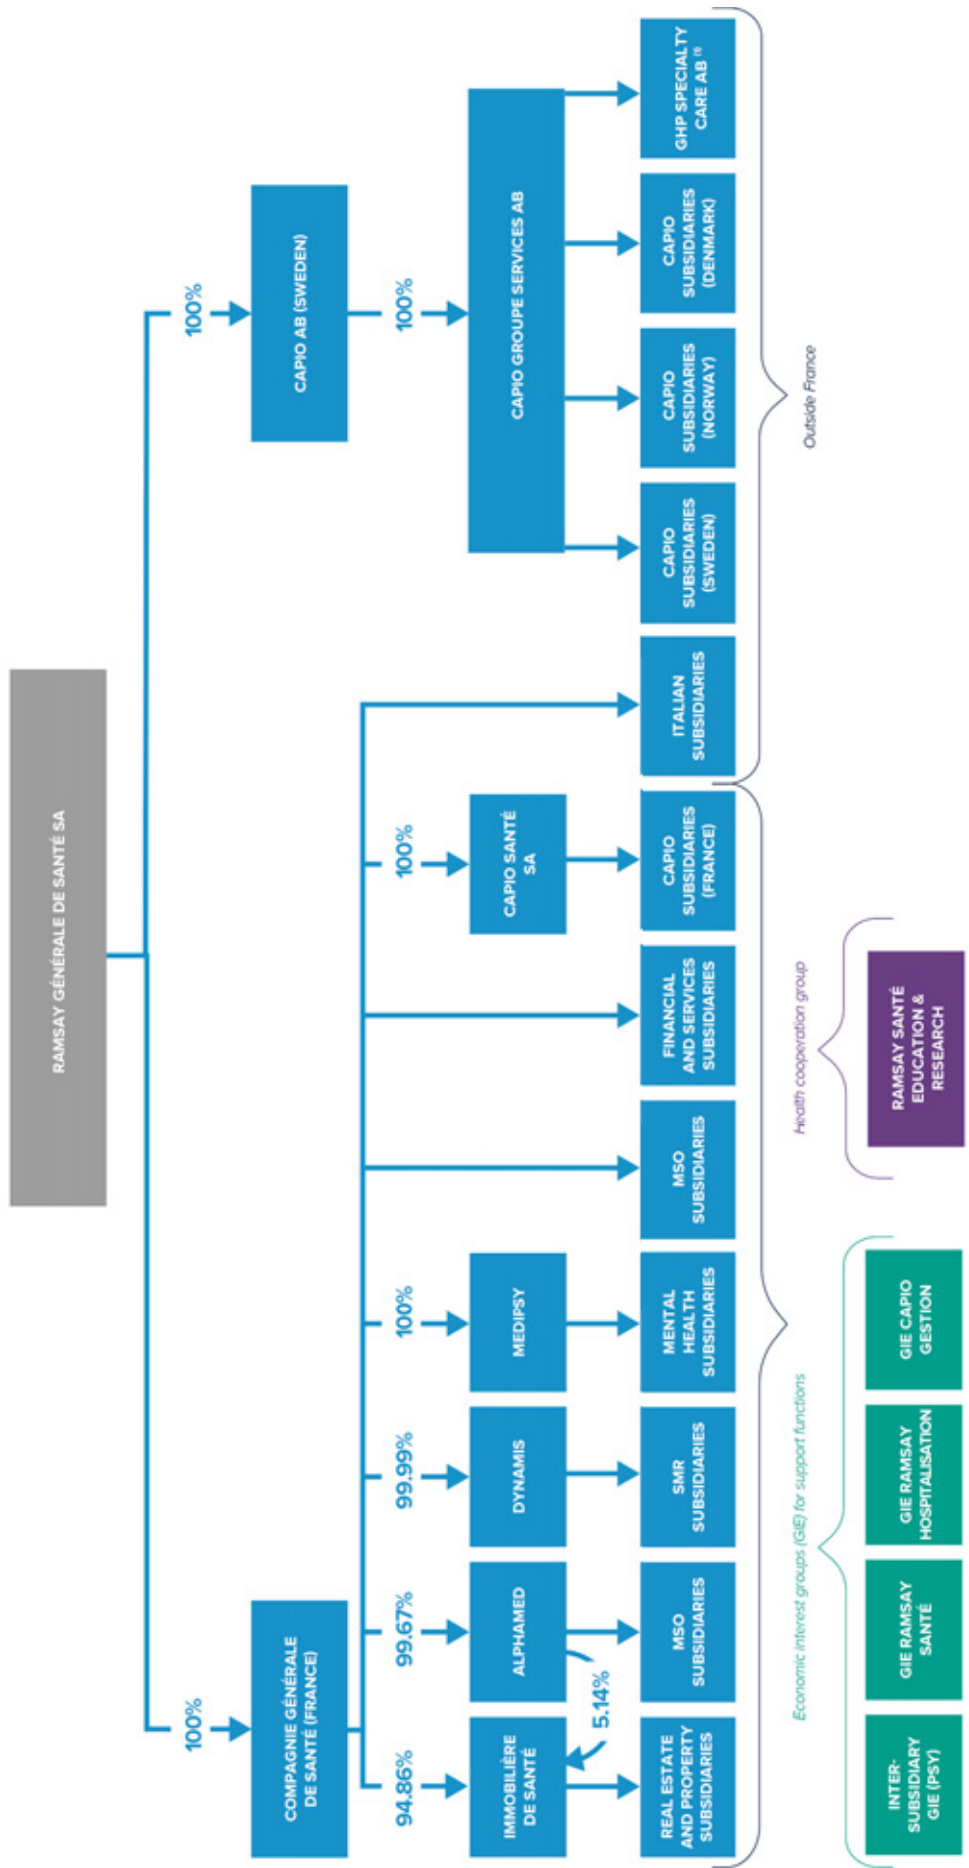 RAMSAY GÉNÉRALE DE SANTÉ SA
100%
100%
COMPAGNIE GÉNÉRALE
DE SANTÉ (FRANCE)
CAPIO AB (SWEDEN)
94.86%
99.67%
99.99%
100%
100%
100%
IMMOBILIÈRE
DE SANTÉ
ALPHAMED
DYNAMIS
MEDIPSY
CAPIO SANTÉ
SA
CAPIO GROUPE SERVICES AB
5.14%
REAL ESTATE
AND PROPERTY
SUBSIDIARIES
MSO
SUBSIDIARIES
SMR
SUBSIDIARIES
MENTAL
HEALTH
SUBSIDIARIES
MSO
SUBSIDIARIES
FINANCIAL
AND SERVICES
SUBSIDIARIES
CAPIO
SUBSIDIARIES
(FRANCE)
ITALIAN
SUBSIDIARIES
CAPIO
SUBSIDIARIES
(SWEDEN)
CAPIO
SUBSIDIARIES
(NORWAY)
CAPIO
SUBSIDIARIES
(DENMARK)
GHP SPECIALTY
CARE AB (1)
Economic interest groups (GIE) for support functions
Health cooperation group
Outside France
INTER-
SUBSIDIARY
GIE (PSY)
GIE RAMSAY
SANTÉ
GIE RAMSAY
HOSPITALISATION
GIE CAPIO
GESTION
RAMSAY SANTÉ
EDUCATION &
RESEARCH